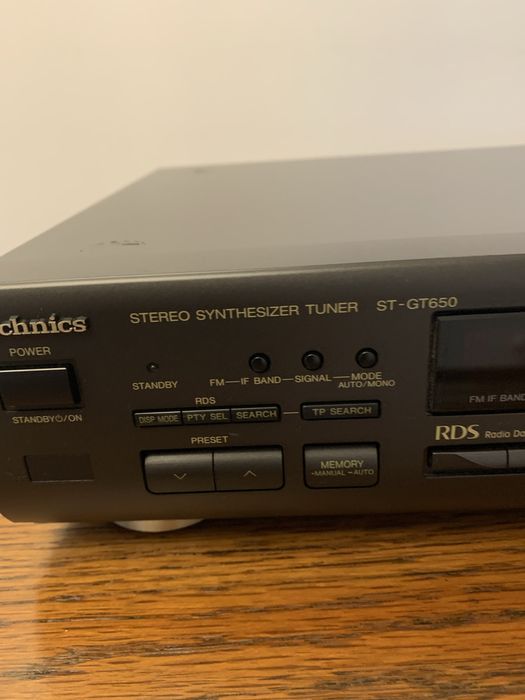 chnics
STEREO SYNTHESIZER TUNER ST-GT650
POWER
STANDBY⏻/ON
STANDBY
FM—IF BAND—SIGNAL—MODE
AUTO/MONO
RDS
DISP MODE PTY SEL SEARCH TP SEARCH
PRESET
MEMORY
-MANUAL -AUTO
FM IF BAND
RDS Radio Da